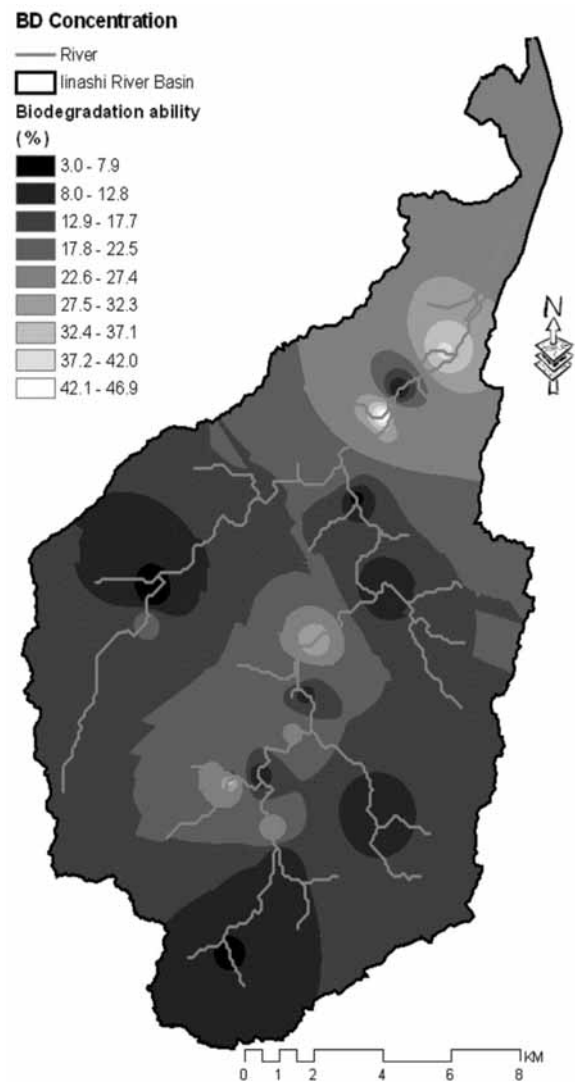 BD Concentration
River
Iinashi River Basin
Biodegradation ability
(%)
3.0 - 7.9
8.0 - 12.8
12.9 - 17.7
17.8 - 22.5
22.6 - 27.4
27.5 - 32.3
32.4 - 37.1
37.2 - 42.0
42.1 - 46.9
N
KM
0 1 2 4 6 8